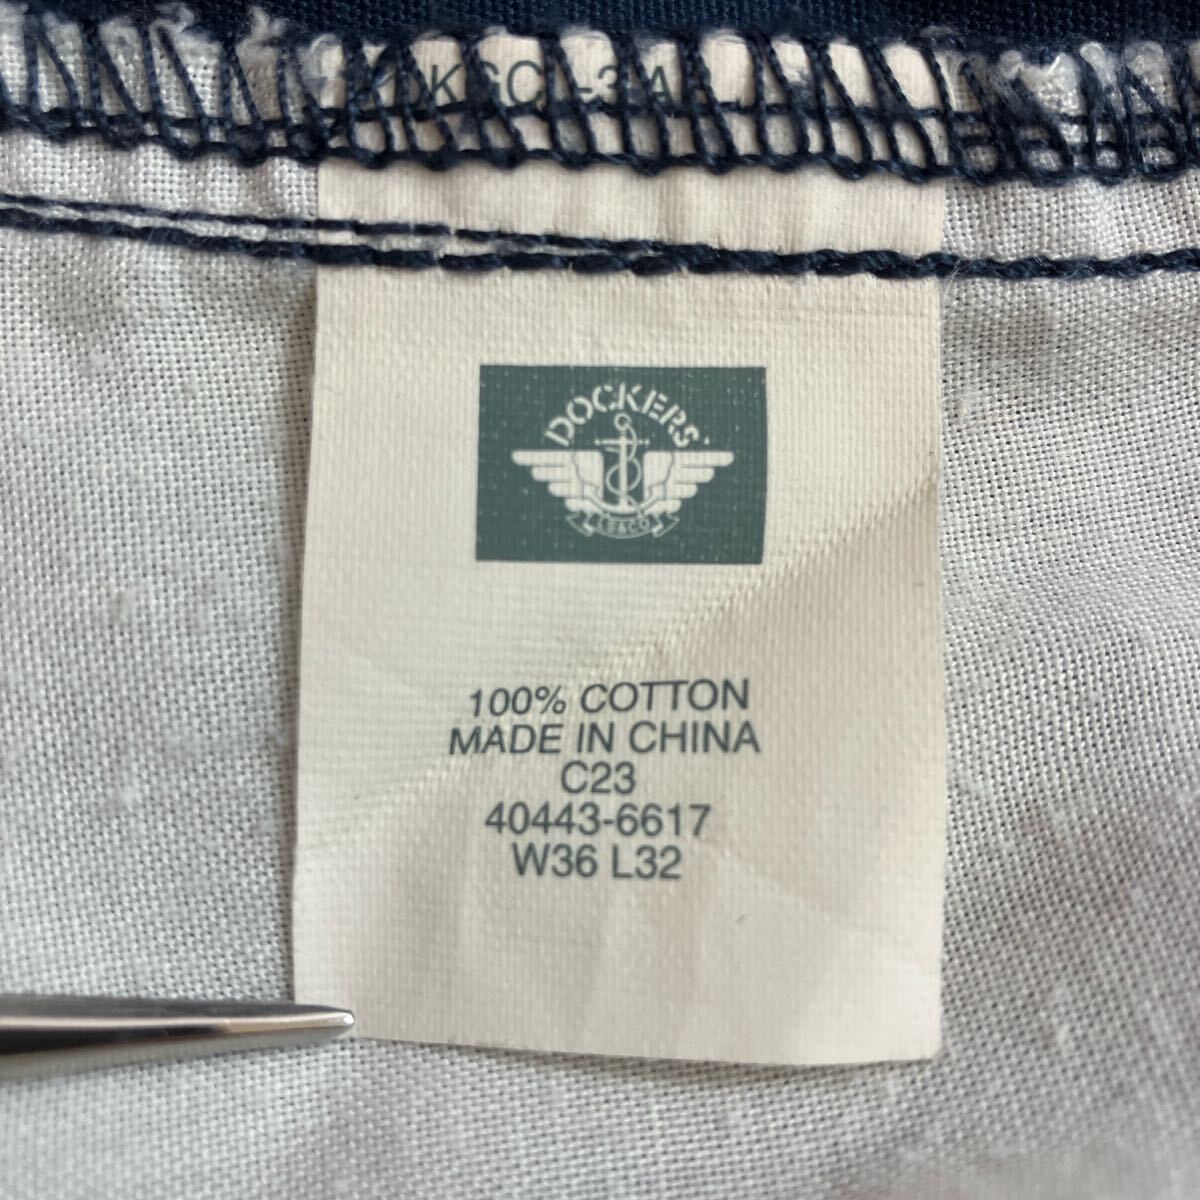 DOCKERS
LS&CO
100% COTTON
MADE IN CHINA
C23
40443-6617
W36 L32